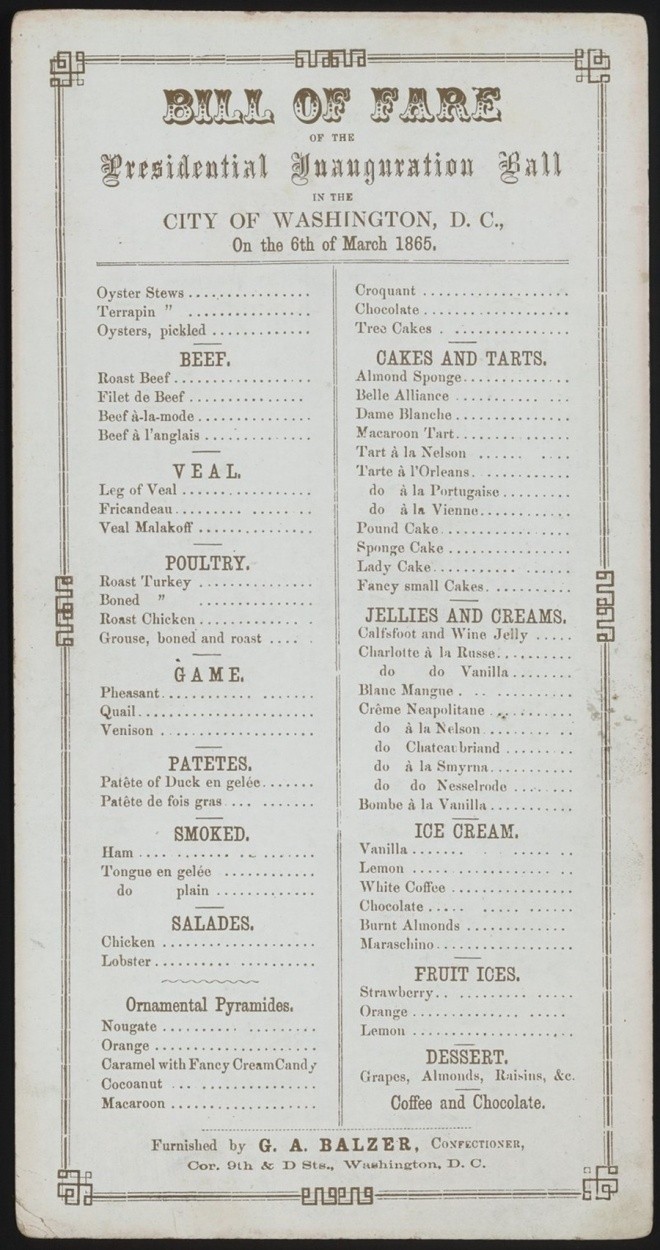 BILL OF FARE
OF THE
Presidential Inauguration Ball
IN THE
CITY OF WASHINGTON, D. C.,
On the 6th of March 1865.
Oyster Stews
Terrapin "
Oysters, pickled
BEEF.
Roast Beef
Filet de Beef
Beef à-la-mode
Beef à l'anglais
VEAL.
Leg of Veal
Fricandeau
Veal Malakoff
POULTRY.
Roast Turkey
Boned "
Roast Chicken
Grouse, boned and roast
GAME.
Pheasant
Quail
Venison
PATETES.
Patête of Duck en gelée
Patête de fois gras
SMOKED.
Ham
Tongue en gelée
do plain
SALADES.
Chicken
Lobster
Ornamental Pyramides.
Nougate
Orange
Caramel with Fancy Cream Candy
Cocoanut
Macaroon
Croquant
Chocolate
Tree Cakes
CAKES AND TARTS.
Almond Sponge
Belle Alliance
Dame Blanche
Macaroon Tart
Tart à la Nelson
Tarte à l'Orleans
do à la Portugaise
do à la Vienne
Pound Cake
Sponge Cake
Lady Cake
Fancy small Cakes
JELLIES AND CREAMS.
Calfsfoot and Wine Jelly
Charlotte à la Russe
do do Vanilla
Blanc Mangue
Crême Neapolitane
do à la Nelson
do Chateaubriand
do à la Smyrna
do do Nesselrode
Bombe à la Vanilla
ICE CREAM.
Vanilla
Lemon
White Coffee
Chocolate
Burnt Almonds
Maraschino
FRUIT ICES.
Strawberry
Orange
Lemon
DESSERT.
Grapes, Almonds, Raisins, &c.
Coffee and Chocolate.
Furnished by G. A. BALZER, CONFECTIONER,
Cor. 9th & D Sts., Washington, D. C.